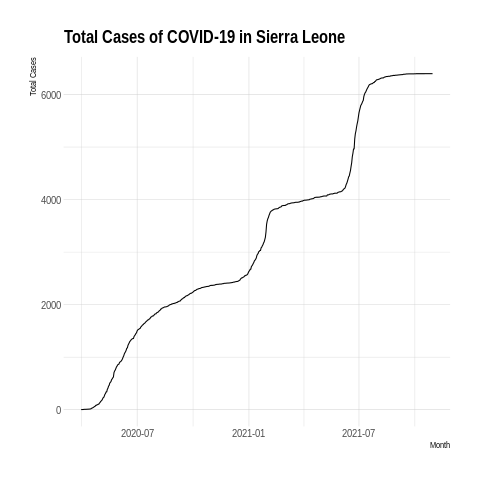 Total Cases of COVID-19 in Sierra Leone
Total Cases
6000
4000
2000
0
2020-07
2021-01
2021-07
Month